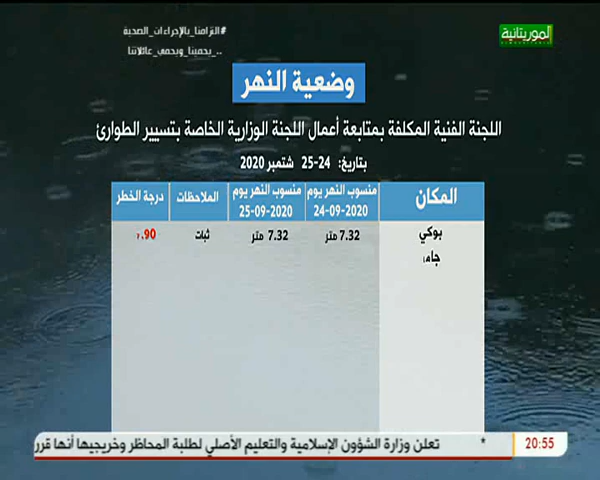 #التزامنا_بالإجراءات_الصحية
يحمينا_ويحمي_عائلاتنا_..
الموريتانية
وضعية النهر
اللجنة الفنية المكلفة بمتابعة أعمال اللجنة الوزارية الخاصة بتسيير الطوارئ
بتاريخ: 24-25 شتمبر 2020
المكان
منسوب النهر يوم 24-09-2020
منسوب النهر يوم 25-09-2020
الملاحظات
درجة الخطر
بوكي 7.32 متر 7.32 متر ثبات 7.90
20:55 * تعلن وزارة الشؤون الإسلامية والتعليم الأصلي لطلبة المحاظر وخريجيها أنها قرر